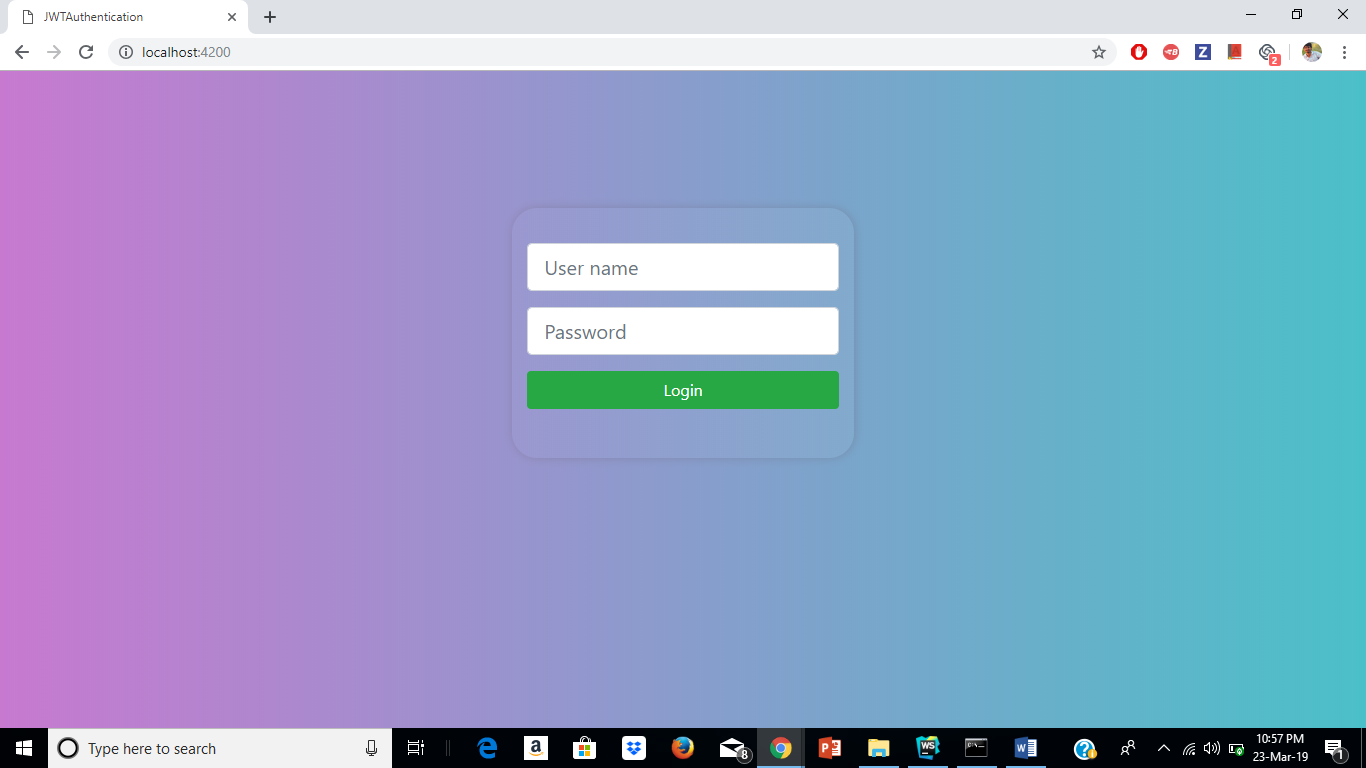 JWTAuthentication
localhost:4200
2
User name
Password
Login
Type here to search
8
WS
10:57 PM
23-Mar-19
1